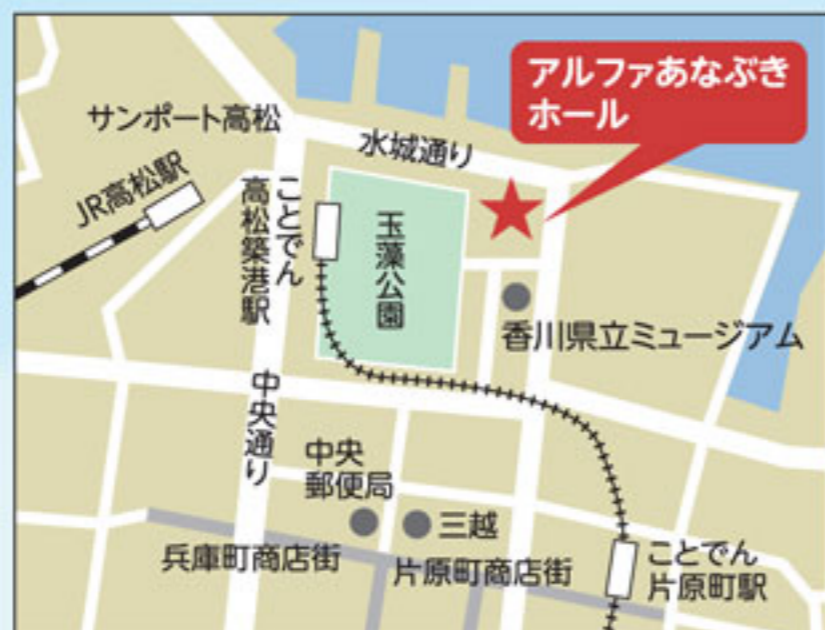 アルファあなぶき
ホール
サンポート高松
水城通り
JR高松駅
ことでん
高松築港駅
玉藻公園
香川県立ミュージアム
中央通り
中央
郵便局
三越
兵庫町商店街
片原町商店街
ことでん
片原町駅